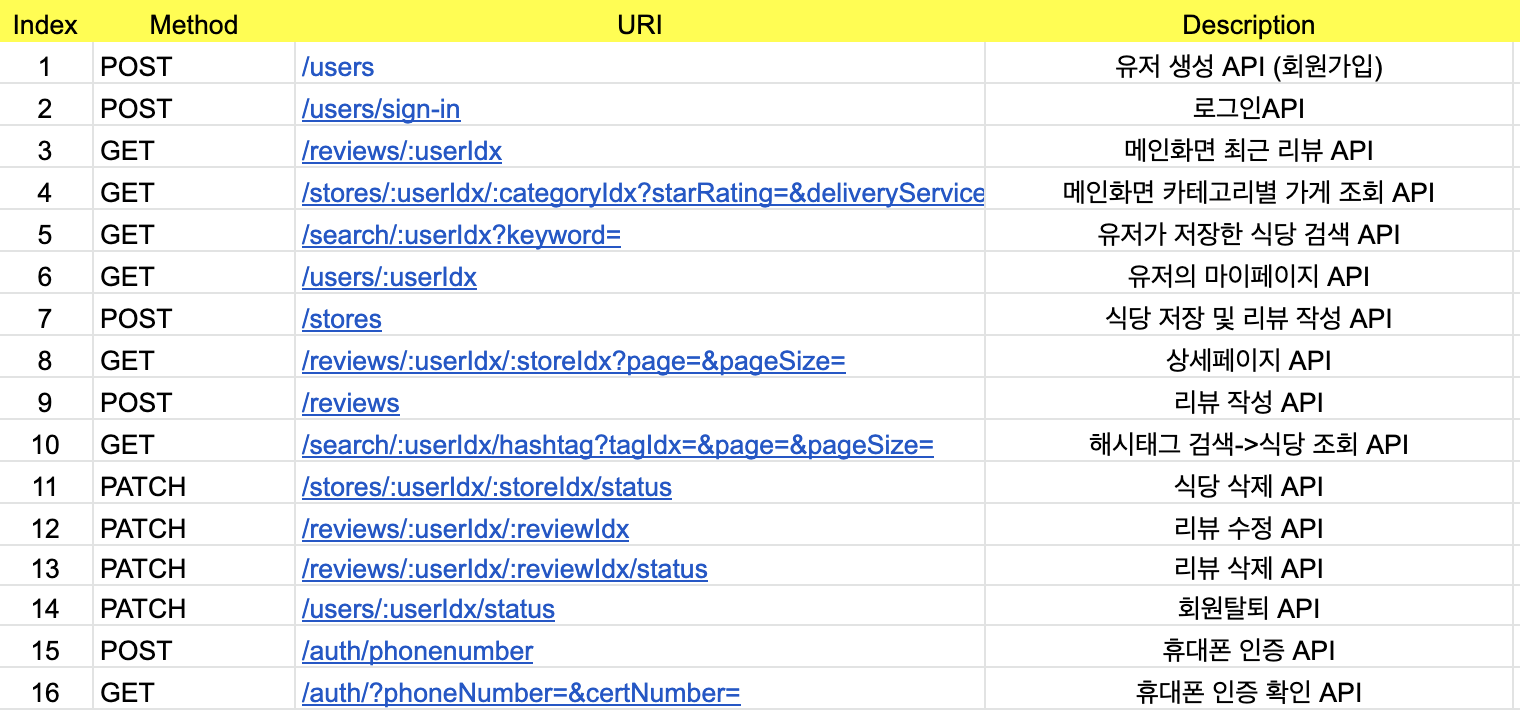 Index Method URI Description
1 POST /users 유저 생성 API (회원가입)
2 POST /users/sign-in 로그인API
3 GET /reviews/:userIdx 메인화면 최근 리뷰 API
4 GET /stores/:userIdx/:categoryIdx?starRating=&deliveryService 메인화면 카테고리별 가게 조회 API
5 GET /search/:userIdx?keyword= 유저가 저장한 식당 검색 API
6 GET /users/:userIdx 유저의 마이페이지 API
7 POST /stores 식당 저장 및 리뷰 작성 API
8 GET /reviews/:userIdx/:storeIdx?page=&pageSize= 상세페이지 API
9 POST /reviews 리뷰 작성 API
10 GET /search/:userIdx/hashtag?tagIdx=&page=&pageSize= 해시태그 검색->식당 조회 API
11 PATCH /stores/:userIdx/:storeIdx/status 식당 삭제 API
12 PATCH /reviews/:userIdx/:reviewIdx 리뷰 수정 API
13 PATCH /reviews/:userIdx/:reviewIdx/status 리뷰 삭제 API
14 PATCH /users/:userIdx/status 회원탈퇴 API
15 POST /auth/phonenumber 휴대폰 인증 API
16 GET /auth/?phoneNumber=&certNumber= 휴대폰 인증 확인 API